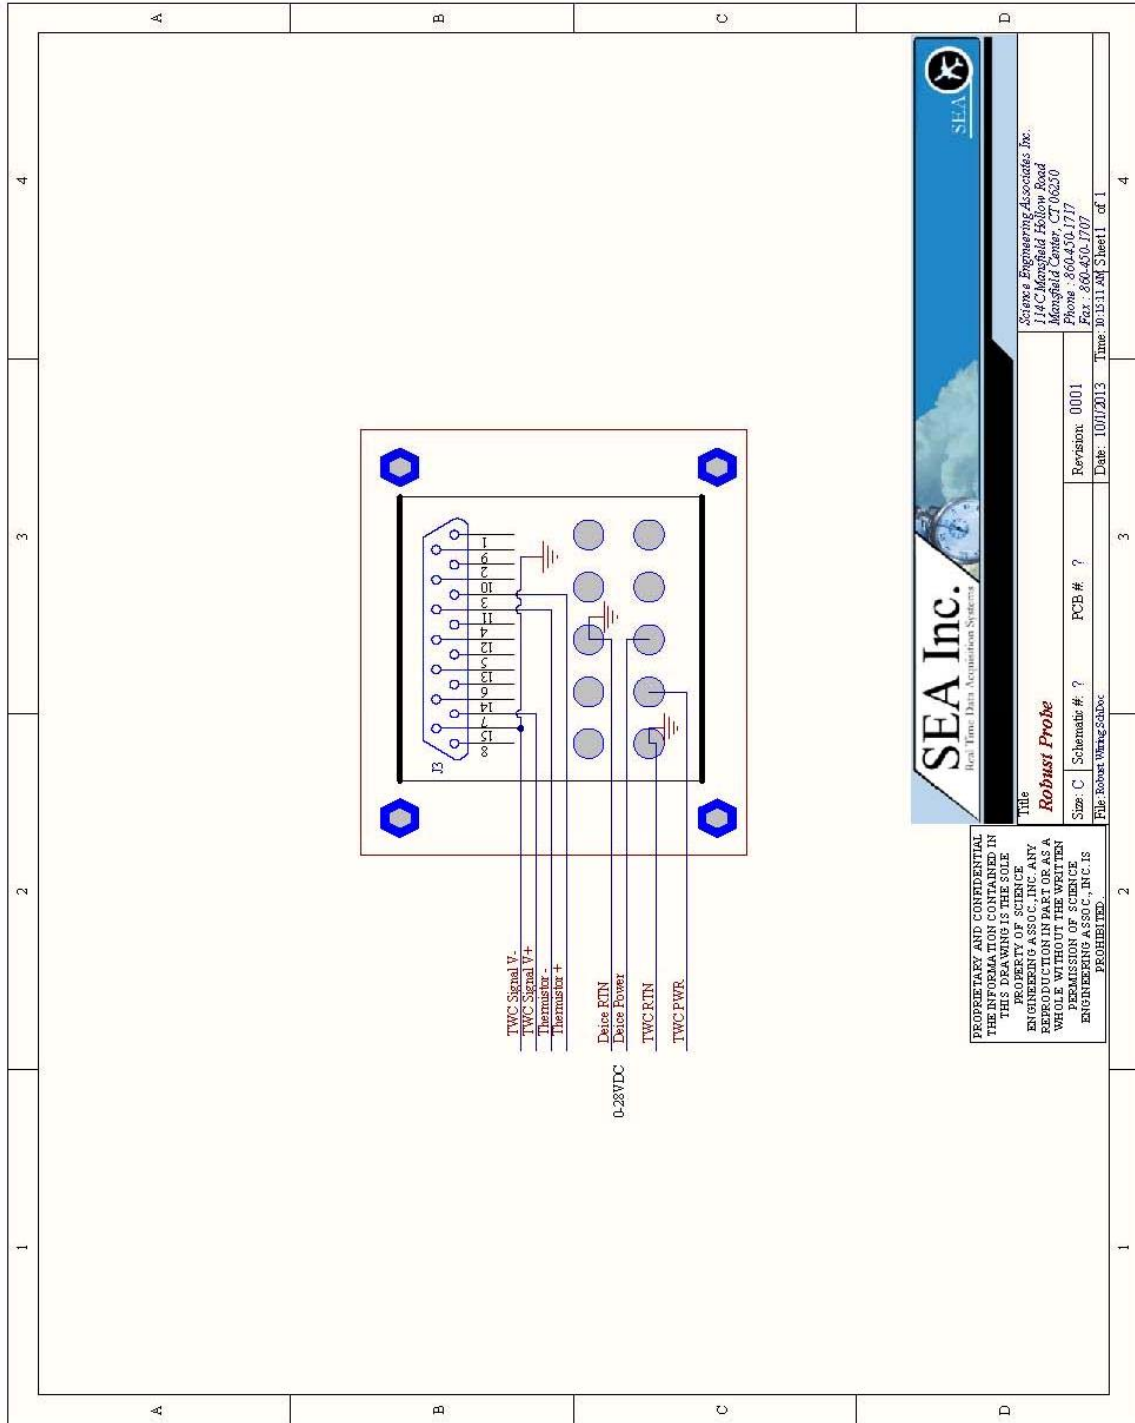 1
2
3
4
A
B
C
D
J3
8
15
7
14
6
13
5
12
4
11
3
10
2
9
1
TWC Signal V-
TWC Signal V+
Thermistor -
Thermistor +
0-28VDC
Deice RTN
Deice Power
TWC RTN
TWC PWR
PROPRIETARY AND CONFIDENTIAL
THE INFORMATION CONTAINED IN
THIS DRAWING IS THE SOLE
PROPERTY OF SCIENCE
ENGINEERING ASSOC., INC. ANY
REPRODUCTION IN PART OR AS A
WHOLE WITHOUT THE WRITTEN
PERMISSION OF SCIENCE
ENGINEERING ASSOC., INC. IS
PROHIBITED.
SEA Inc.
Real Time Data Acquisition Systems
SEA
Title
Robust Probe
Science Engineering Associates Inc.
114C Mansfield Hollow Road
Mansfield Center, CT 06250
Phone : 860-450-1717
Fax : 860-450-1707
Size: C Schematic #: ? PCB #: ? Revision: 0001
File: Robust Wiring.SchDoc Date: 10/1/2013 Time: 10:15:11 AM Sheet 1 of 1
1
2
3
4
A
B
C
D